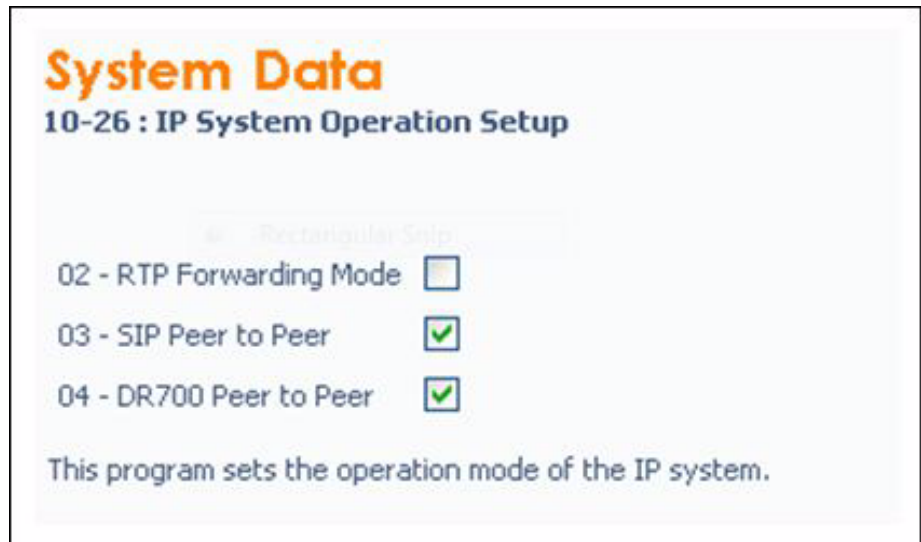 System Data
10-26 : IP System Operation Setup
Rectangular Snip
02 - RTP Forwarding Mode
03 - SIP Peer to Peer
04 - DR700 Peer to Peer
This program sets the operation mode of the IP system.